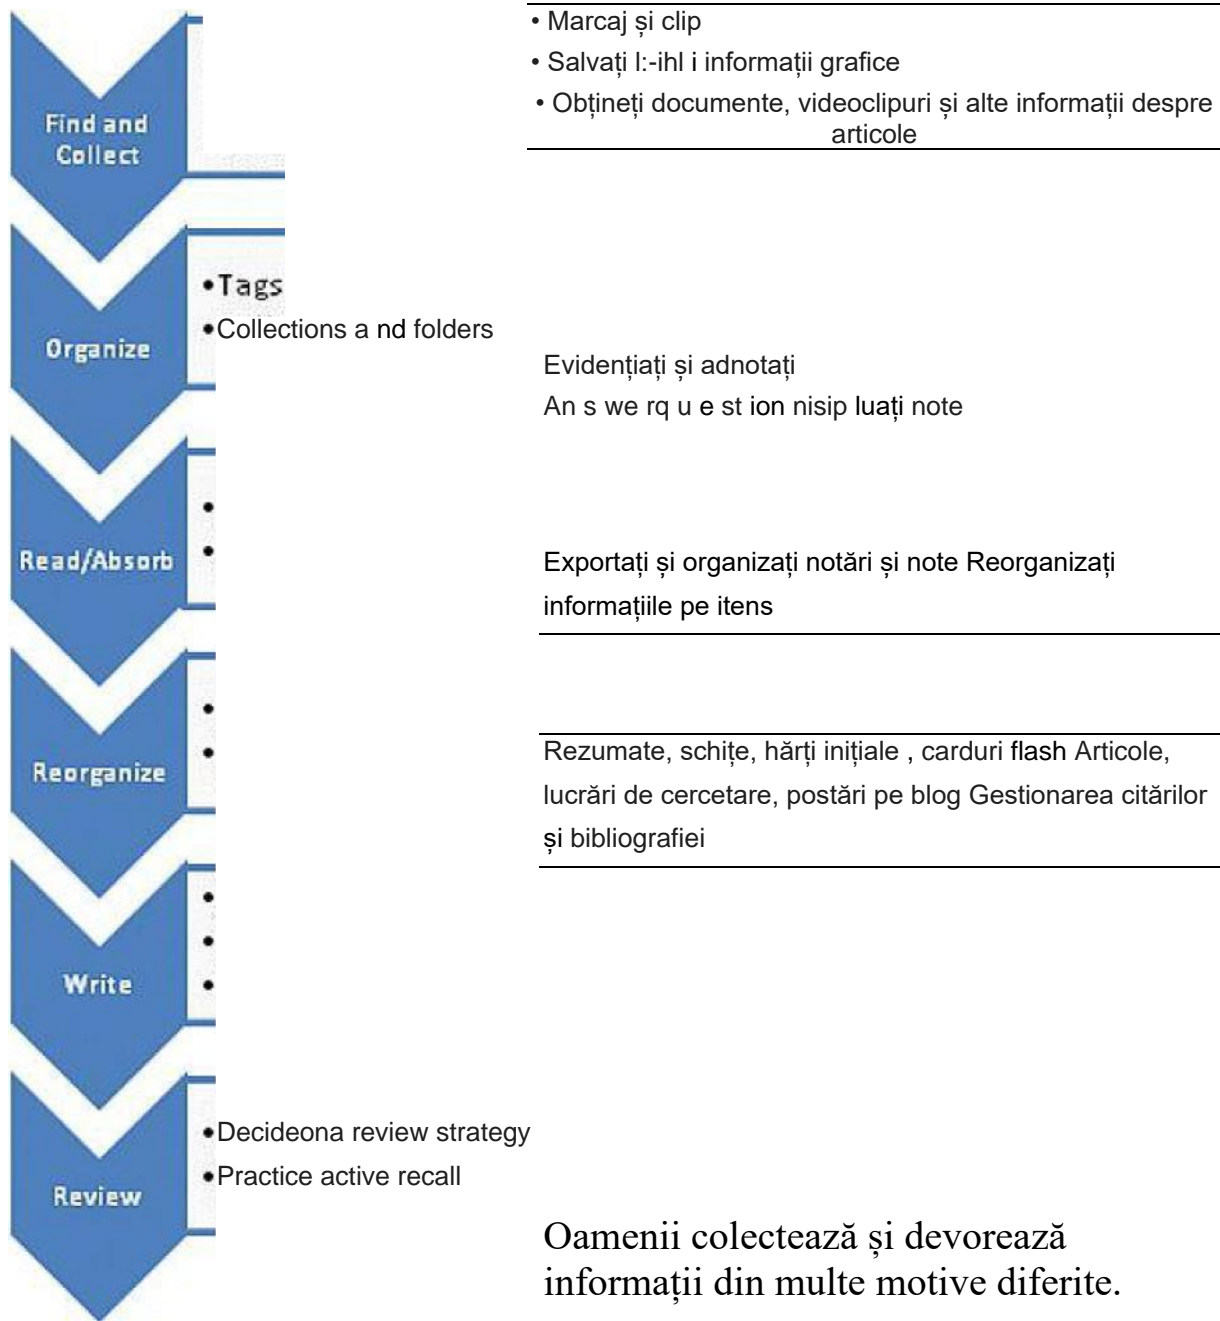 • Marcaj și clip
• Salvați l:-ihl i informații grafice
• Obțineți documente, videoclipuri și alte informații despre
articole
Find and
Collect
•Tags
•Collections a nd folders
Organize
Evidențiați și adnotați
An s we rq u e st ion nisip luați note
•
•
Read/Absorb
Exportați și organizați notări și note Reorganizați
informațiile pe itens
•
•
Reorganize
Rezumate, schițe, hărți inițiale , carduri flash Articole,
lucrări de cercetare, postări pe blog Gestionarea citărilor
și bibliografiei
•
•
•
Write
•Decideona review strategy
•Practice active recall
Review
Oamenii colectează și devorează
informații din multe motive diferite.